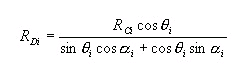 R_{Di} = \frac{R_{Ci} \cos \theta_i}{\sin \theta_i \cos \alpha_i + \cos \theta_i \sin \alpha_i}